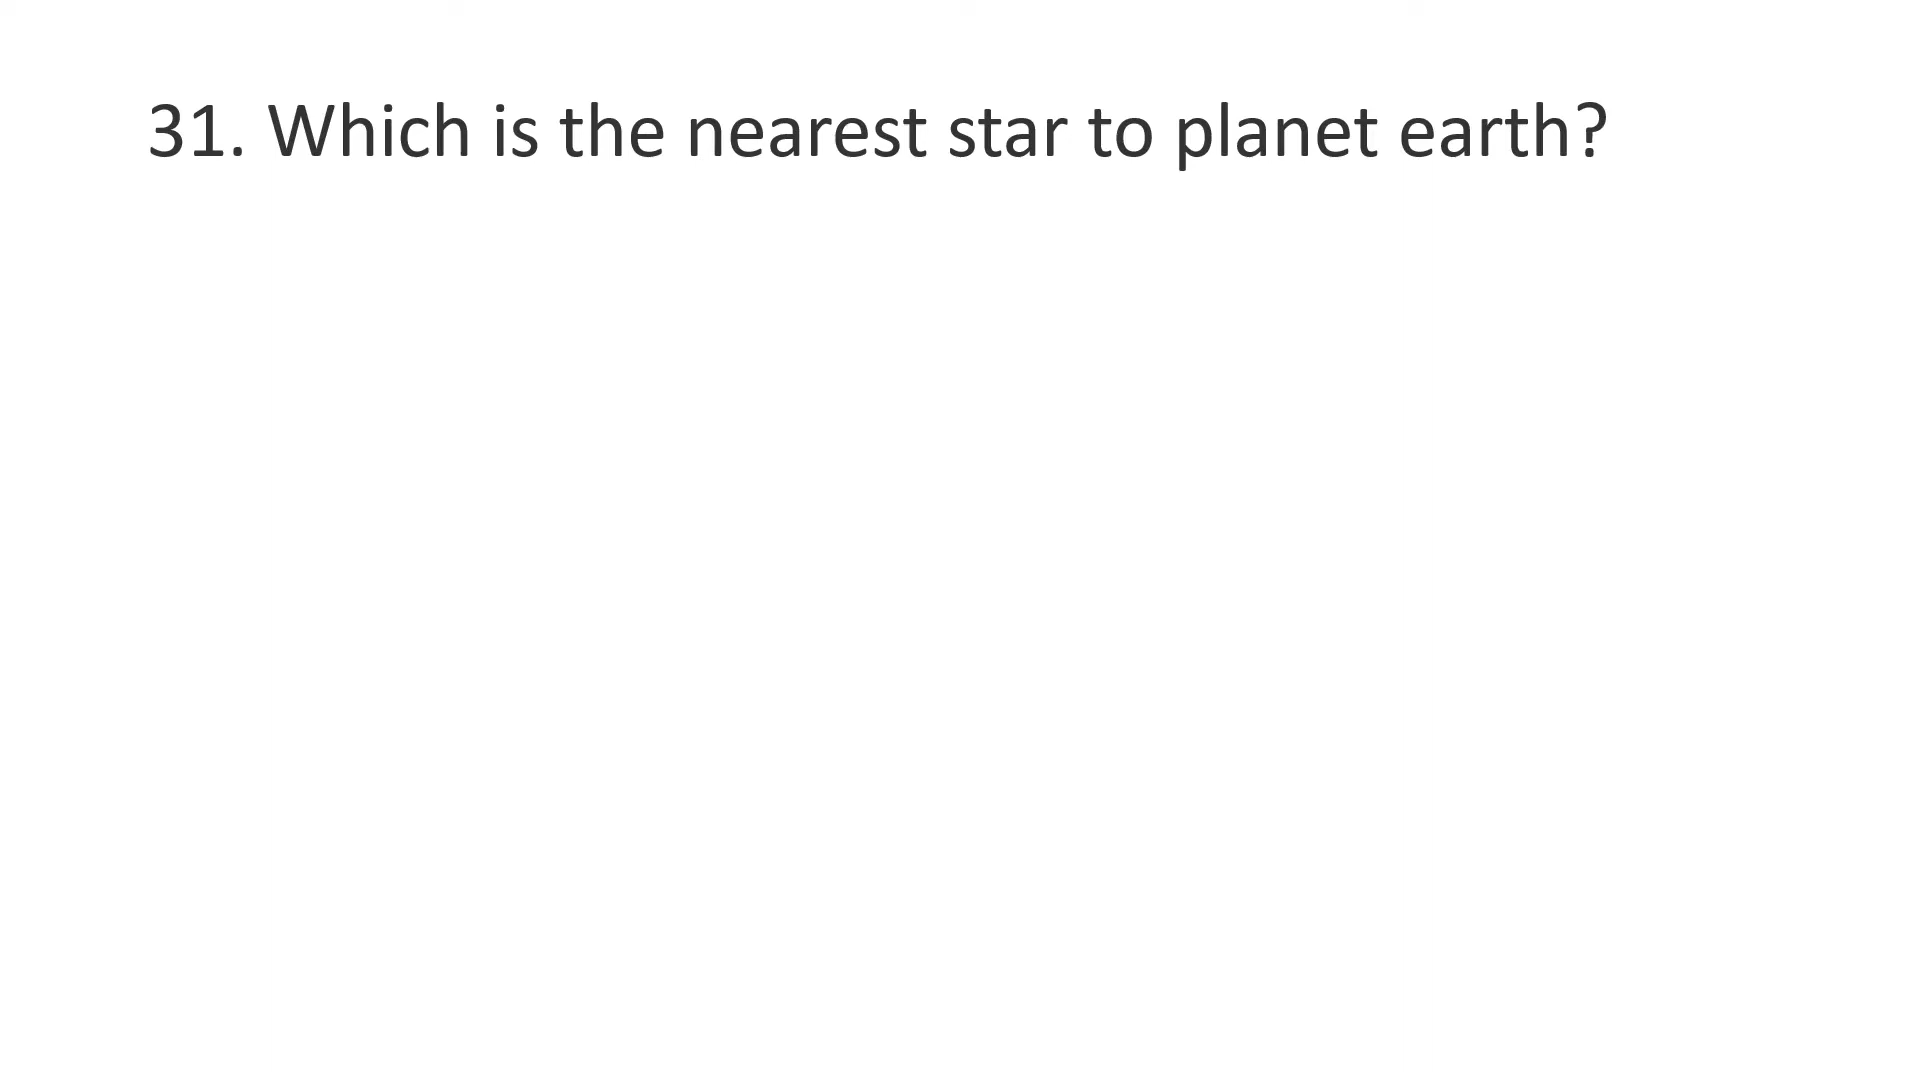 31. Which is the nearest star to planet earth?